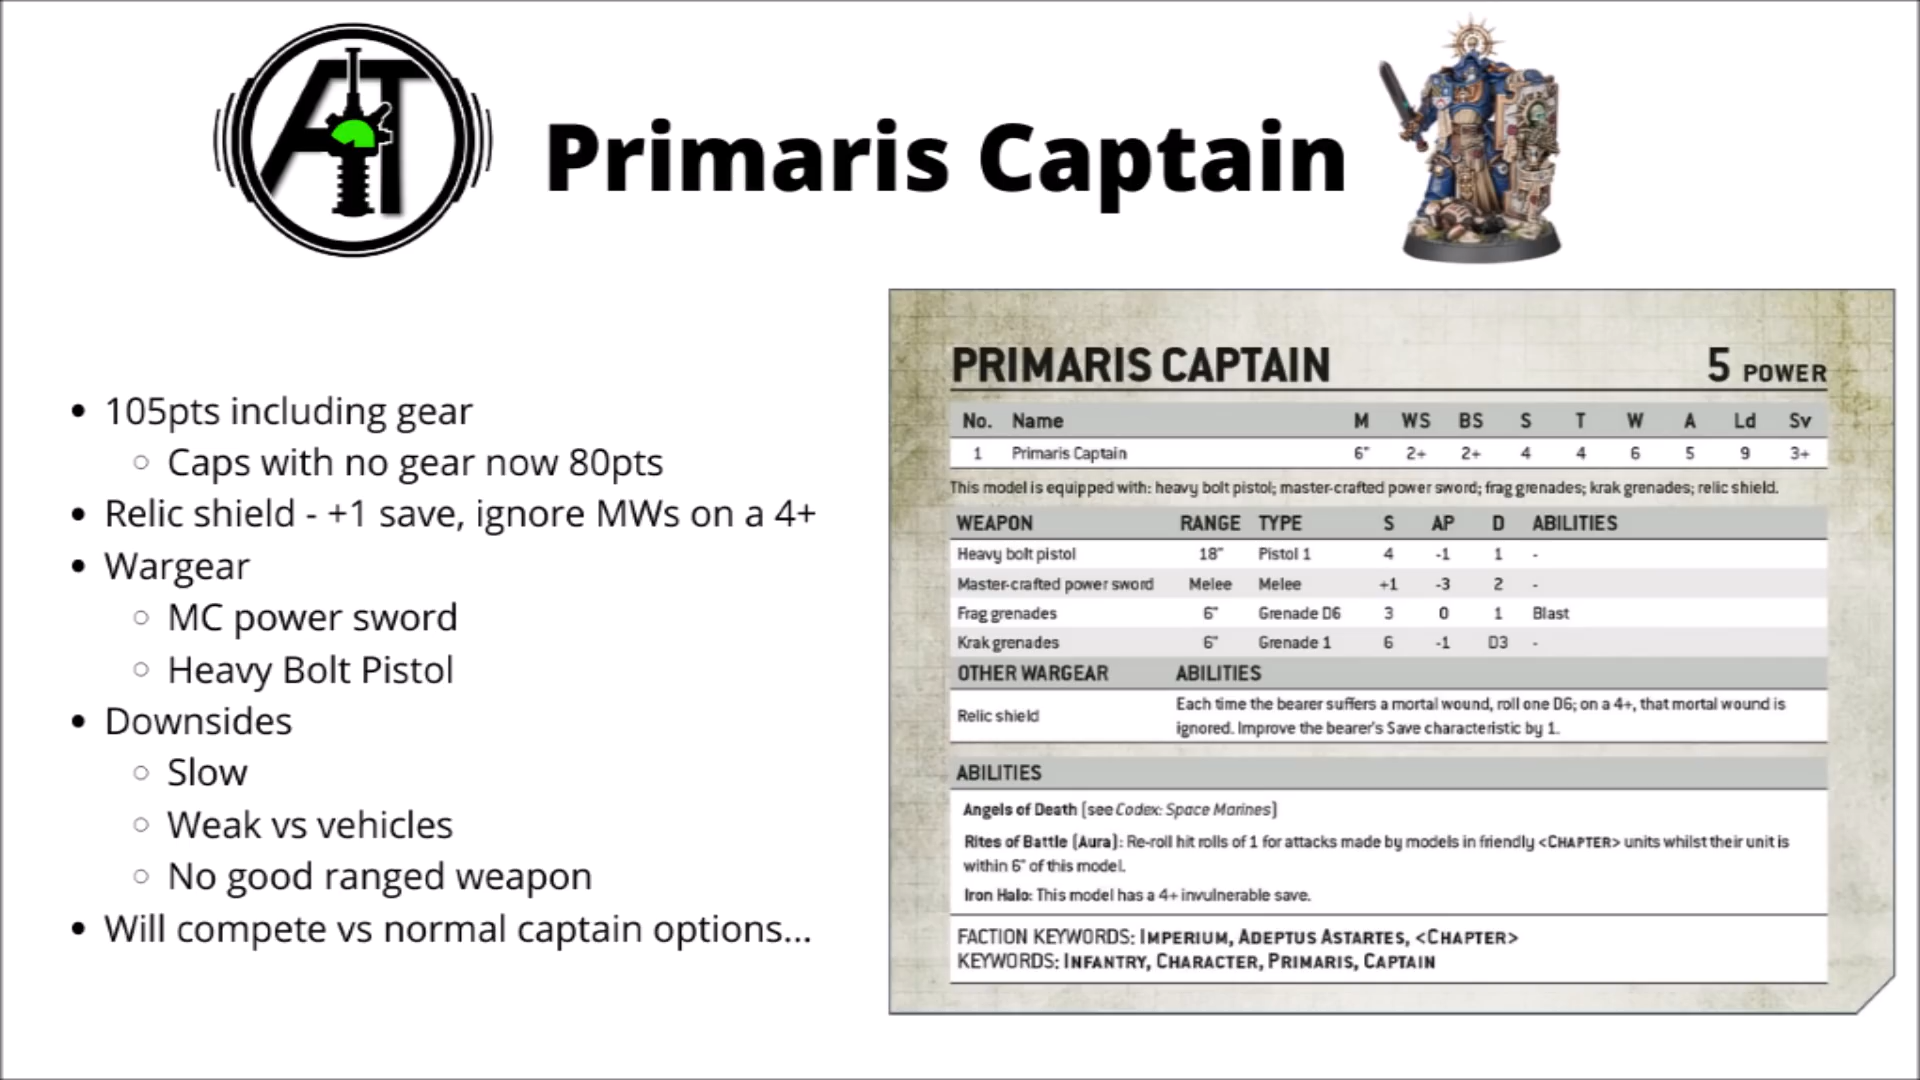 AT
Primaris Captain
• 105pts including gear
○ Caps with no gear now 80pts
• Relic shield - +1 save, ignore MWs on a 4+
• Wargear
○ MC power sword
○ Heavy Bolt Pistol
• Downsides
○ Slow
○ Weak vs vehicles
○ No good ranged weapon
• Will compete vs normal captain options...
PRIMARIS CAPTAIN 5 POWER
No. Name M WS BS S T W A Ld Sv
1 Primaris Captain 6" 2+ 2+ 4 4 6 5 9 3+
This model is equipped with: heavy bolt pistol; master-crafted power sword; frag grenades; krak grenades; relic shield.
WEAPON RANGE TYPE S AP D ABILITIES
Heavy bolt pistol 18" Pistol 1 4 -1 1 -
Master-crafted power sword Melee Melee +1 -3 2 -
Frag grenades 6" Grenade D6 3 0 1 Blast
Krak grenades 6" Grenade 1 6 -1 D3 -
OTHER WARGEAR ABILITIES
Relic shield Each time the bearer suffers a mortal wound, roll one D6; on a 4+, that mortal wound is
ignored. Improve the bearer's Save characteristic by 1.
ABILITIES
Angels of Death (see Codex: Space Marines)
Rites of Battle (Aura): Re-roll hit rolls of 1 for attacks made by models in friendly <CHAPTER> units whilst their unit is
within 6" of this model.
Iron Halo: This model has a 4+ invulnerable save.
FACTION KEYWORDS: IMPERIUM, ADEPTUS ASTARTES, <CHAPTER>
KEYWORDS: INFANTRY, CHARACTER, PRIMARIS, CAPTAIN